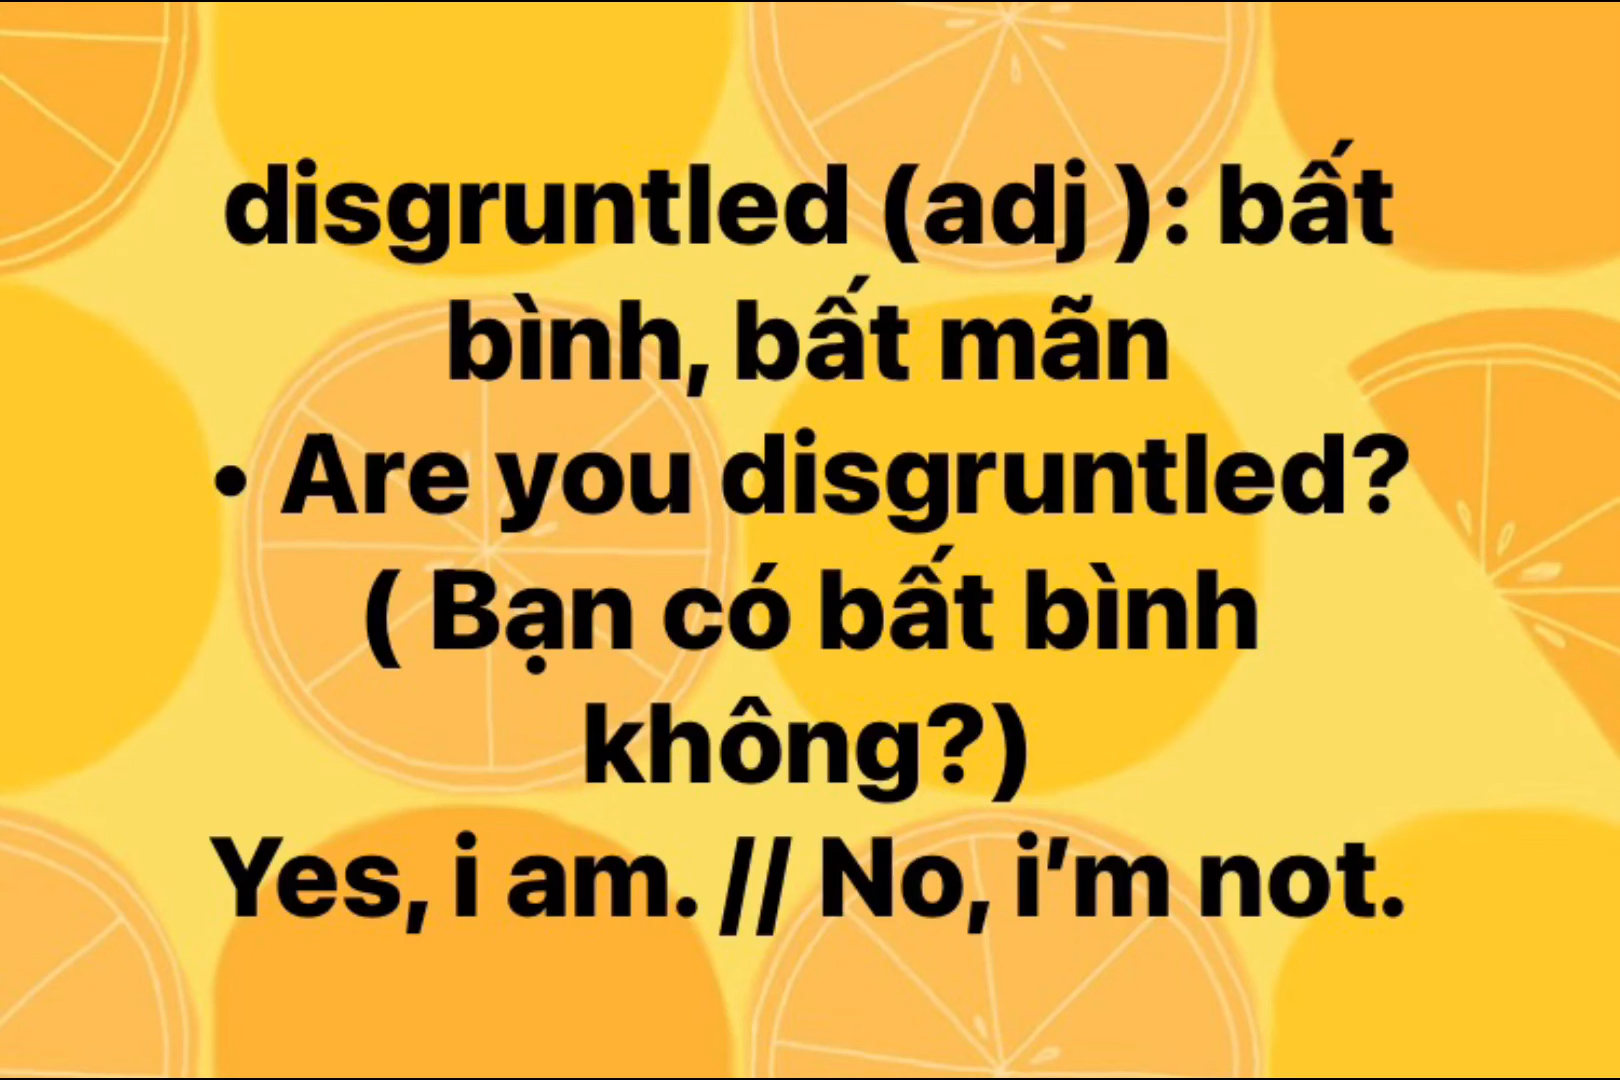 disgruntled (adj ): bất
bình, bất mãn
• Are you disgruntled?
( Bạn có bất bình
không?)
Yes, i am. // No, i’m not.